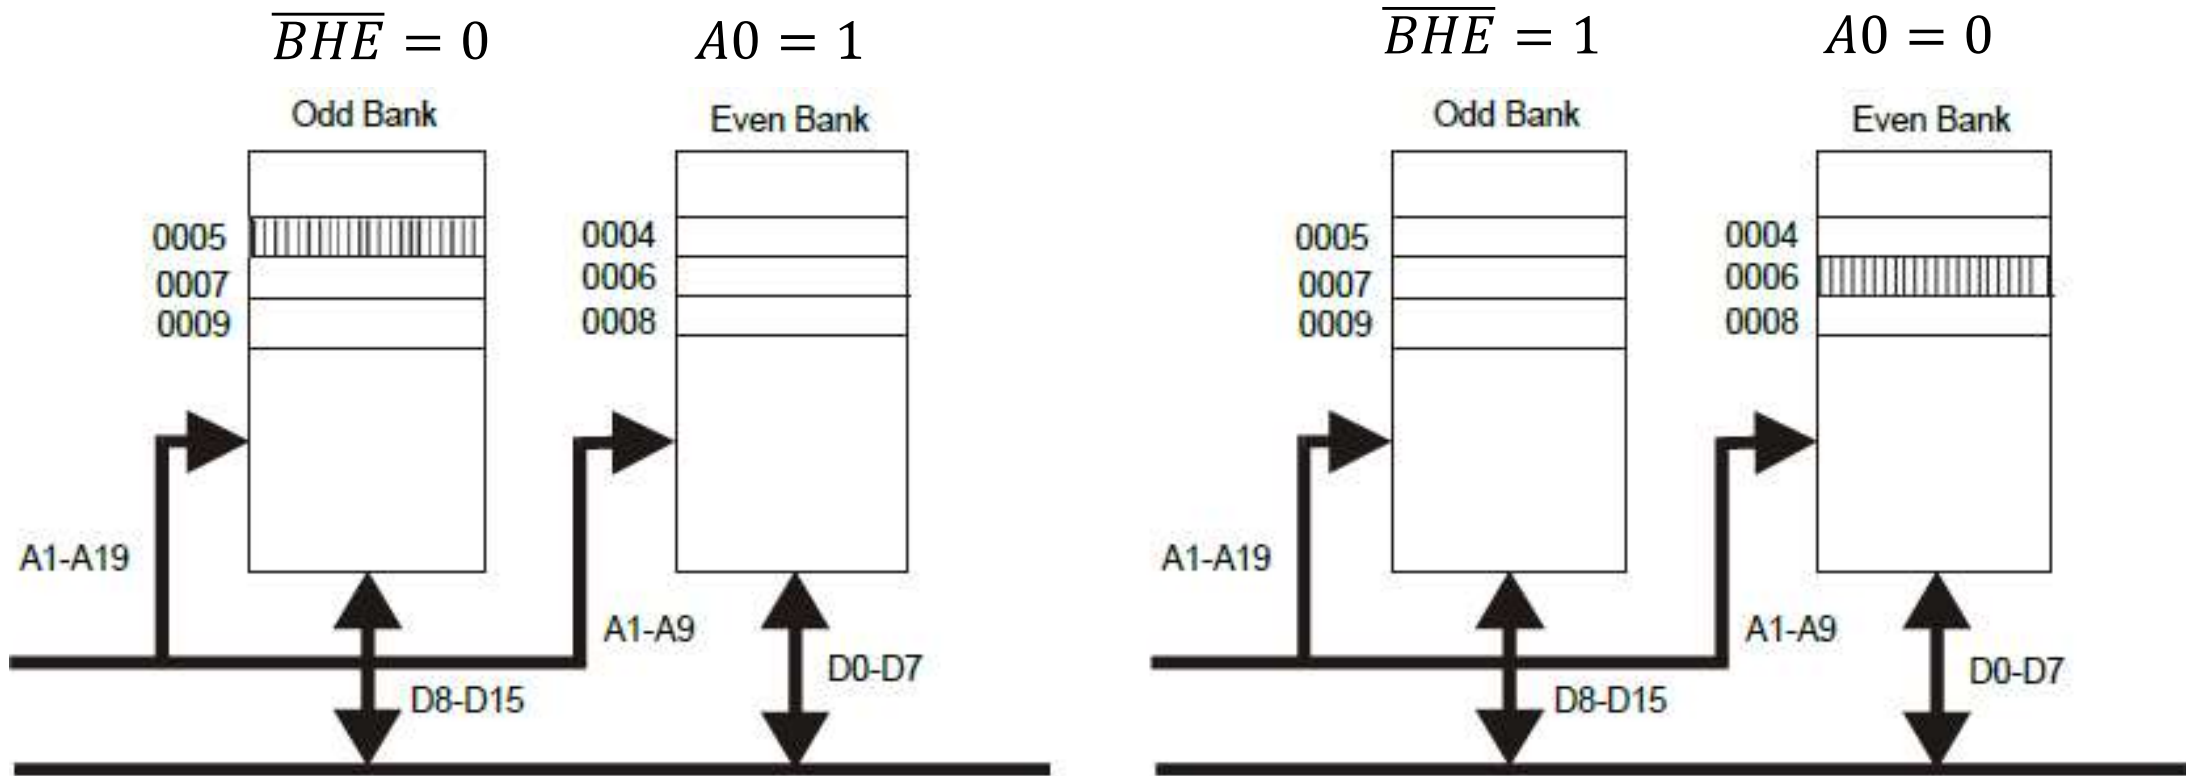 B̅H̅E̅ = 0
A0 = 1
Odd Bank
Even Bank
0005
0007
0009
0004
0006
0008
A1-A19
A1-A9
D8-D15
D0-D7
B̅H̅E̅ = 1
A0 = 0
Odd Bank
Even Bank
0005
0007
0009
0004
0006
0008
A1-A19
A1-A9
D8-D15
D0-D7